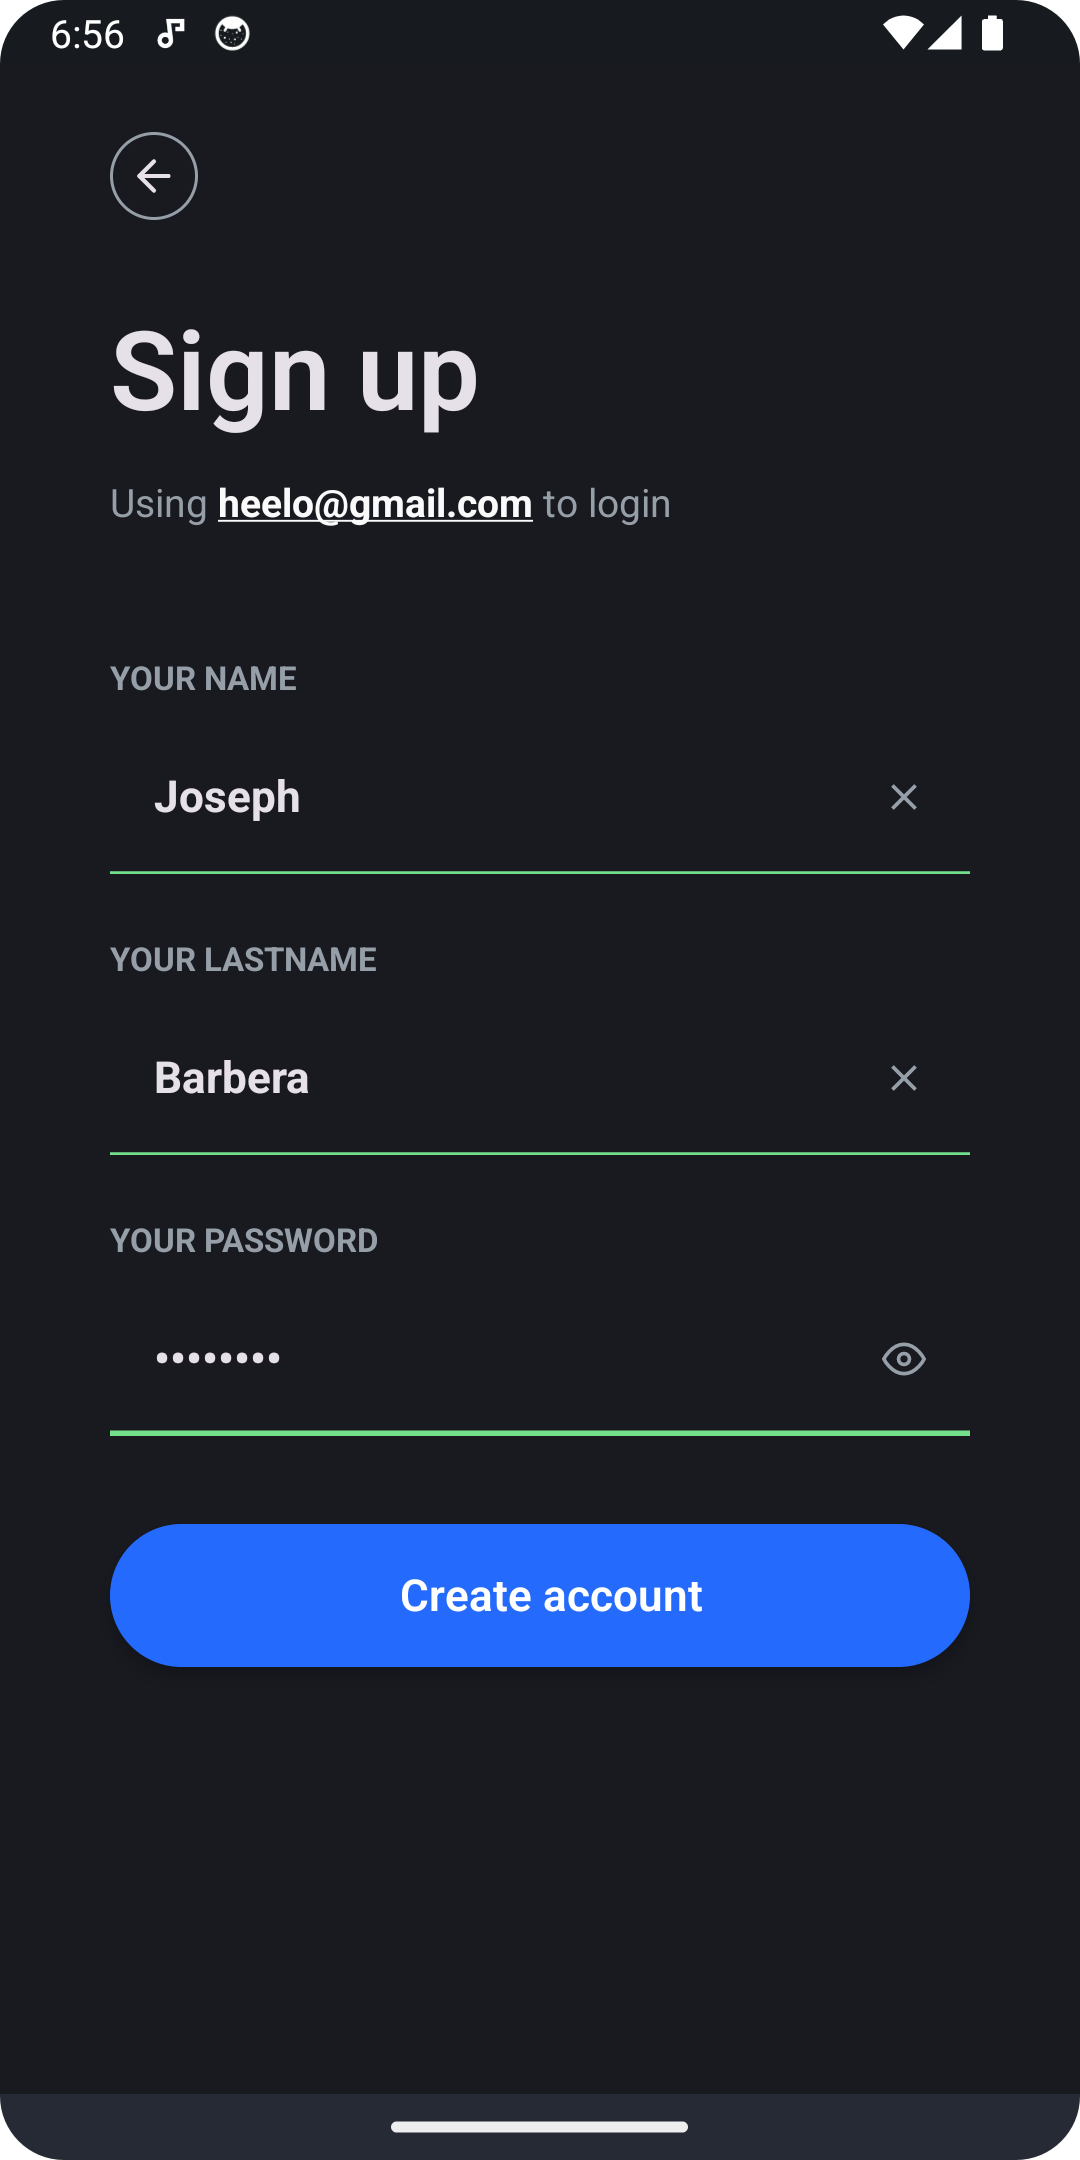 6:56
Sign up
Using heelo@gmail.com to login
YOUR NAME
Joseph
YOUR LASTNAME
Barbera
YOUR PASSWORD
••••••••
Create account